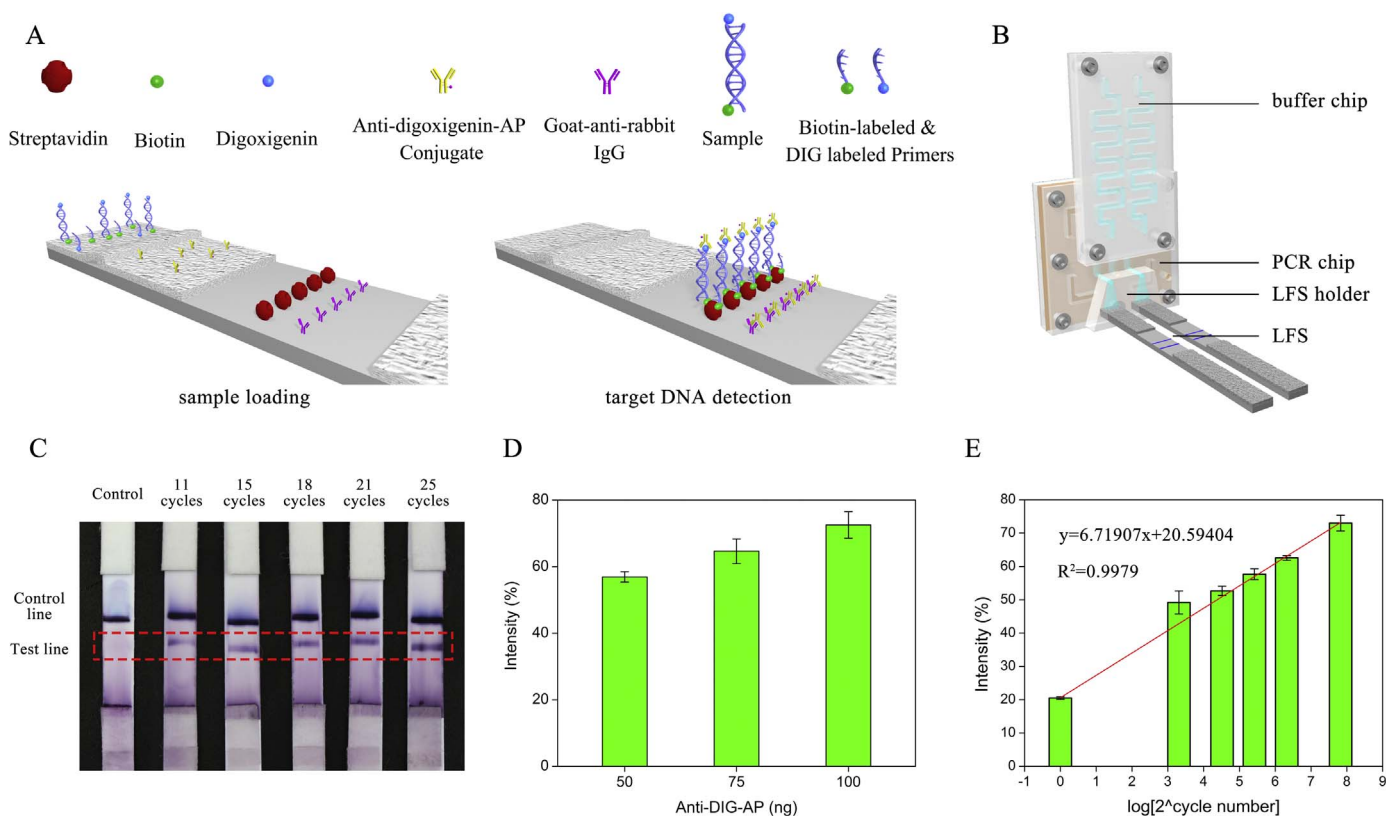 A
Streptavidin
Biotin
Digoxigenin
Anti-digoxigenin-AP
Conjugate
Goat-anti-rabbit
IgG
Sample
Biotin-labeled &
DIG labeled Primers
sample loading
target DNA detection
B
buffer chip
PCR chip
LFS holder
LFS
C
Control
11
cycles
15
cycles
18
cycles
21
cycles
25
cycles
Control
line
Test line
D
Intensity (%)
80
60
40
20
0
50
75
100
Anti-DIG-AP (ng)
E
Intensity (%)
80
70
60
50
40
30
20
10
0
y=6.71907x+20.59404
R²=0.9979
-1
0
1
2
3
4
5
6
7
8
9
log[2^cycle number]